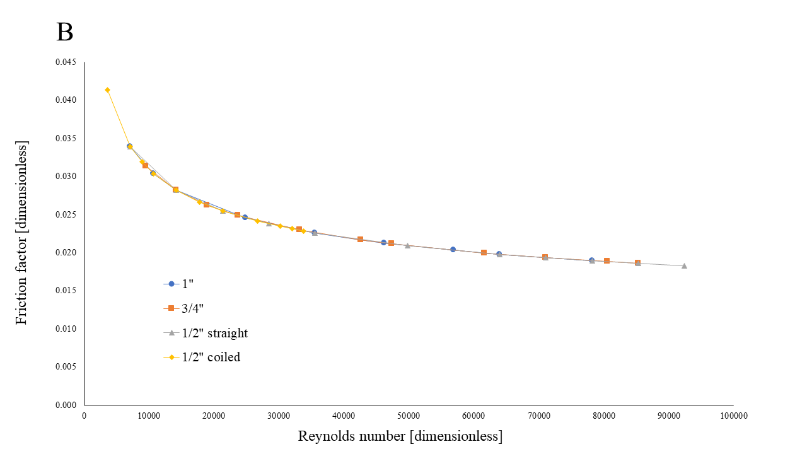 B
0.045
0.040
0.035
0.030
0.025
0.020
0.015
0.010
0.005
0.000
Friction factor [dimensionless]
1"
3/4"
1/2" straight
1/2" coiled
0 10000 20000 30000 40000 50000 60000 70000 80000 90000 100000
Reynolds number [dimensionless]